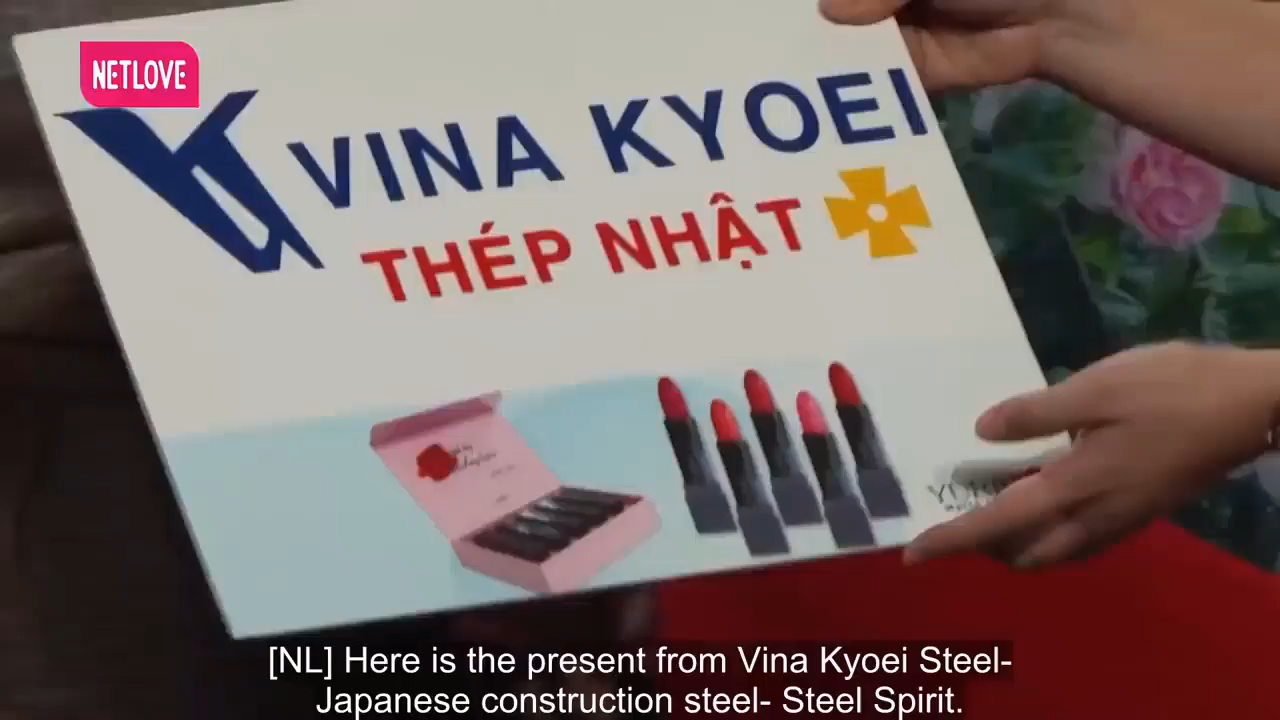 NETLOVE
VINA KYOEI
THÉP NHẬT
[NL] Here is the present from Vina Kyoei Steel-
Japanese construction steel- Steel Spirit.